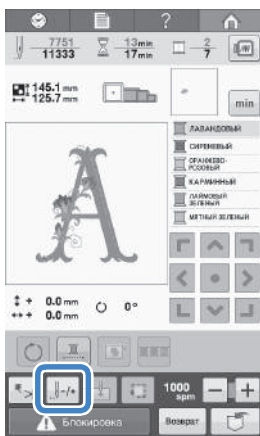 ?
7751
11333
13min
17min
2
7
145.1 mm
125.7 mm
min
ЛАВАНДОВЫЙ
СИРЕНЕВЫЙ
ОРАНЖЕВО-
РОЗОВЫЙ
КАРМИННЫЙ
ЛАЙМОВЫЙ
ЗЕЛЕНЫЙ
МЯТНЫЙ ЗЕЛЕНЫЙ
A
+ 0.0 mm
0°
+ 0.0 mm
-/+
1000
spm
- +
Блокировка
Возврат